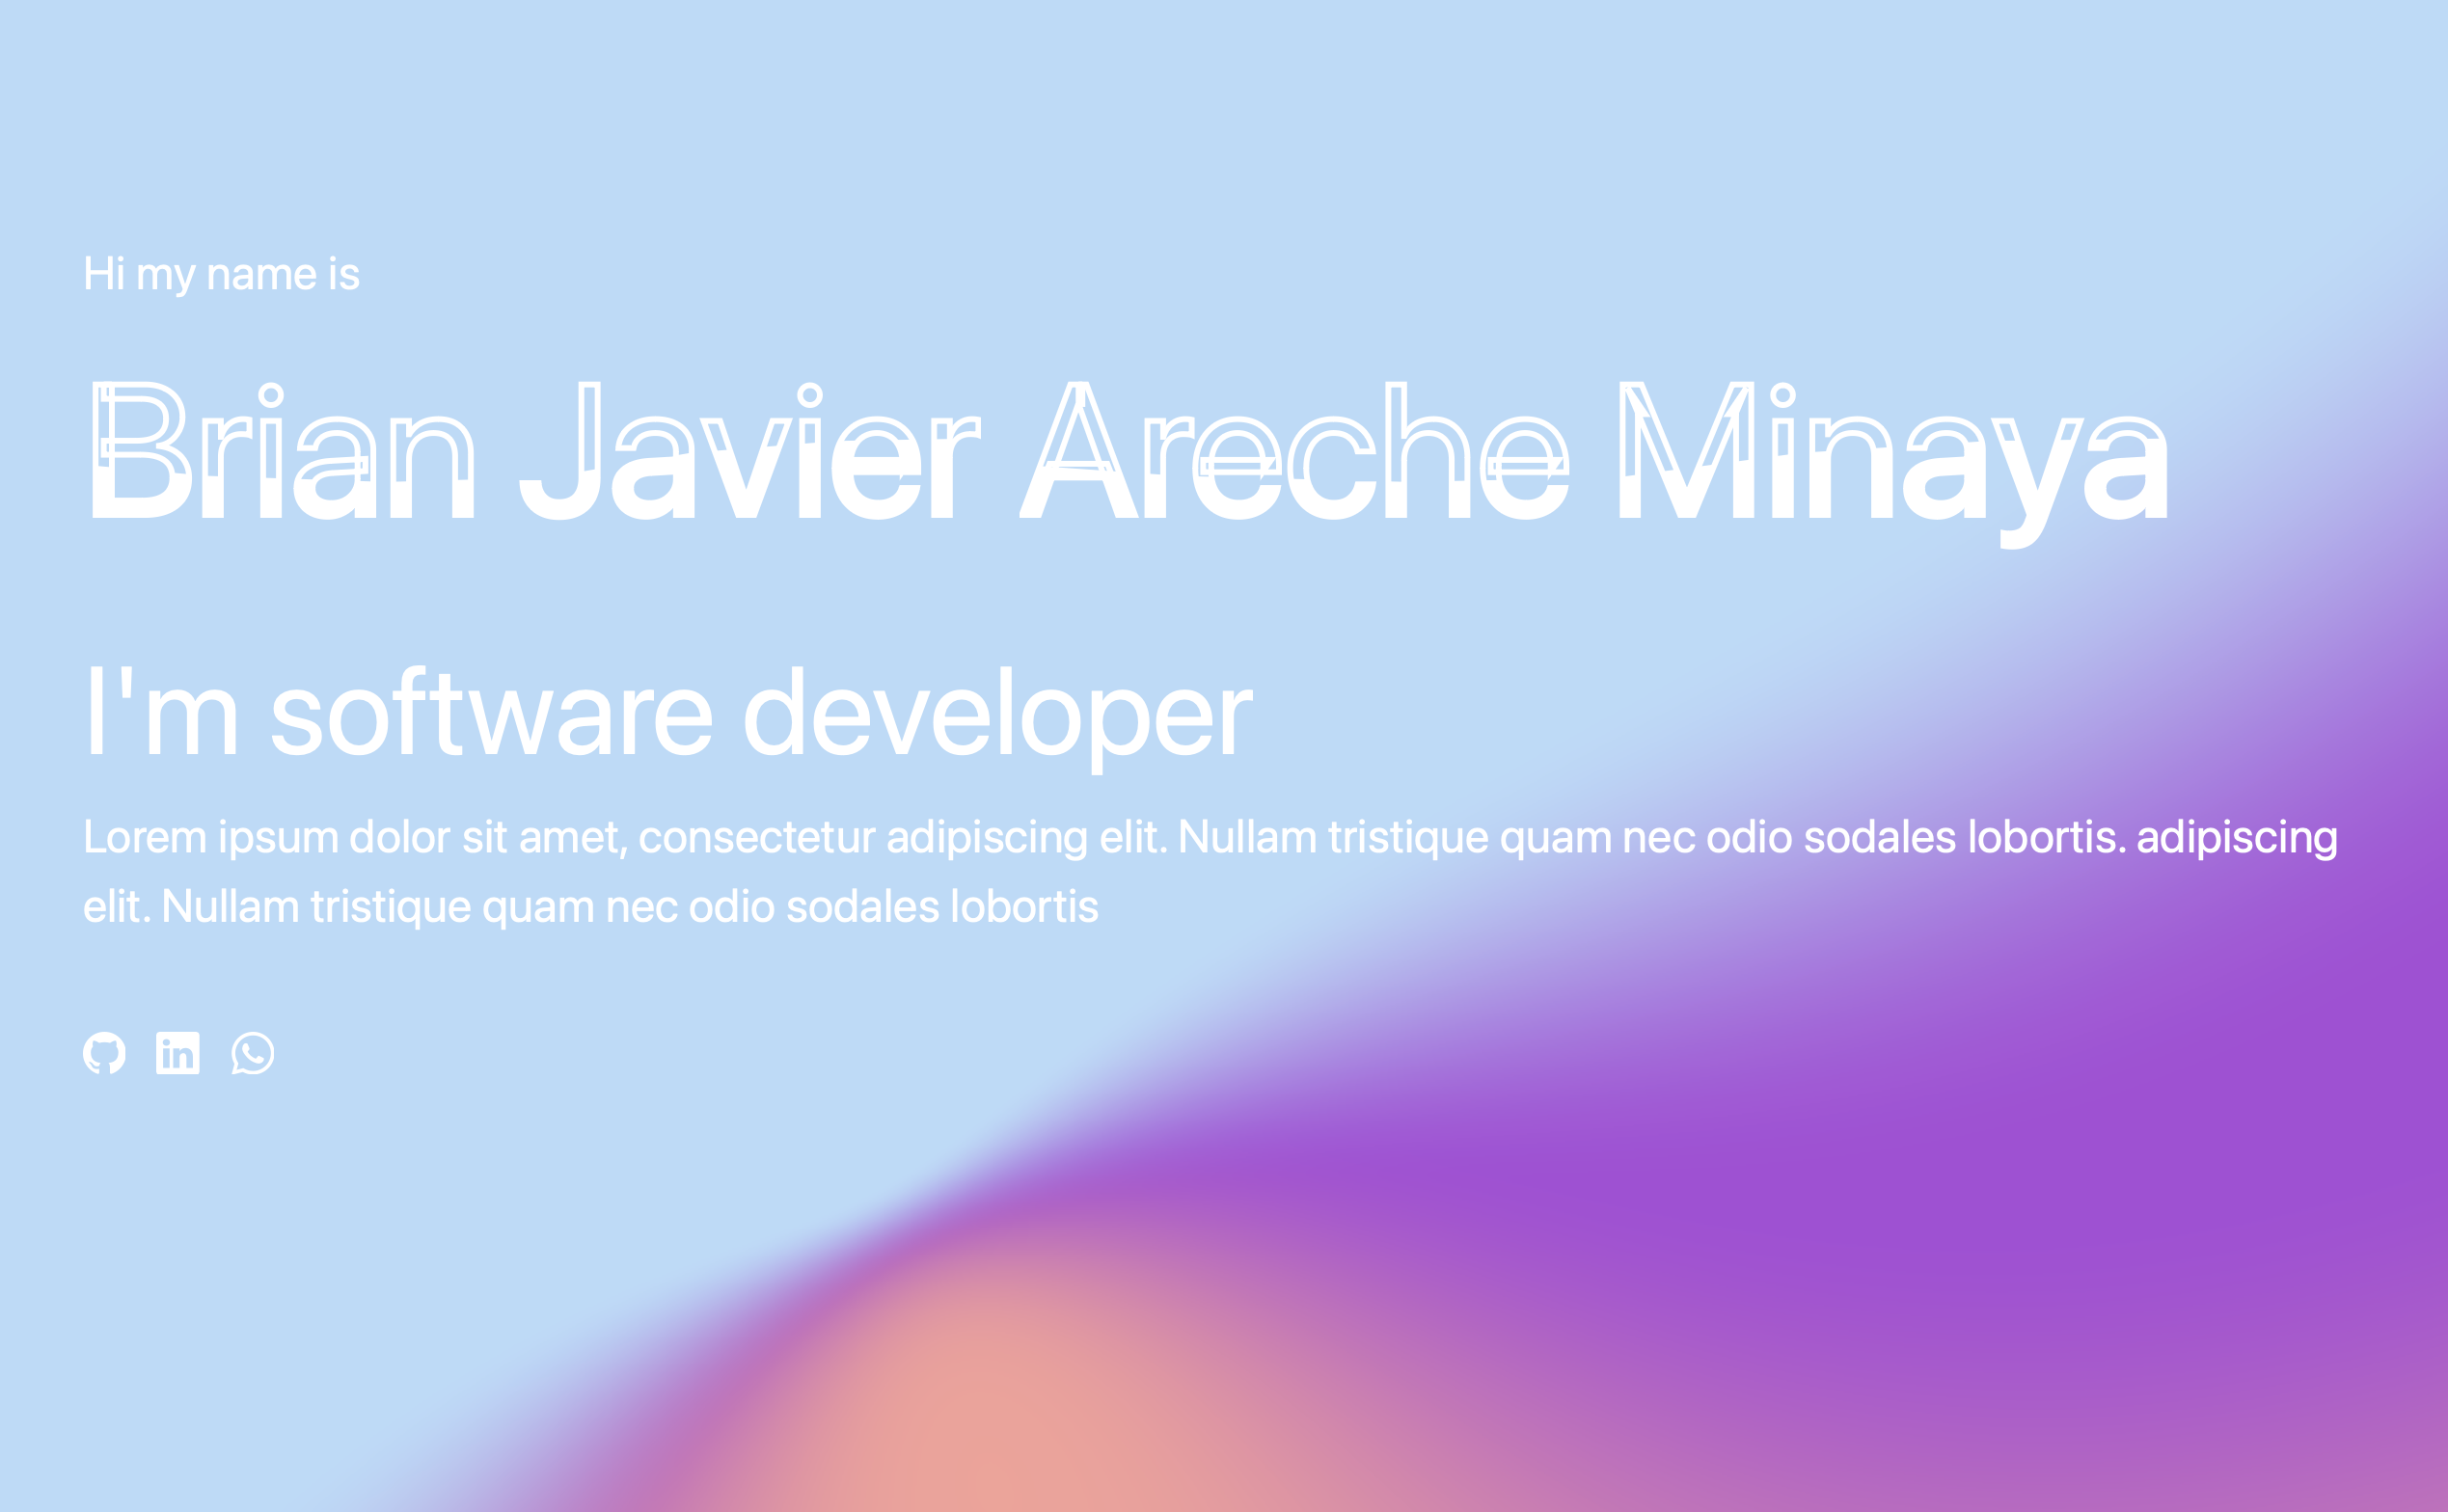 Hi my name is
Brian Javier Areche Minaya
I'm software developer
Lorem ipsum dolor sit amet, consectetur adipiscing elit. Nullam tristique quam nec odio sodales lobortis. adipiscing
elit. Nullam tristique quam nec odio sodales lobortis
in